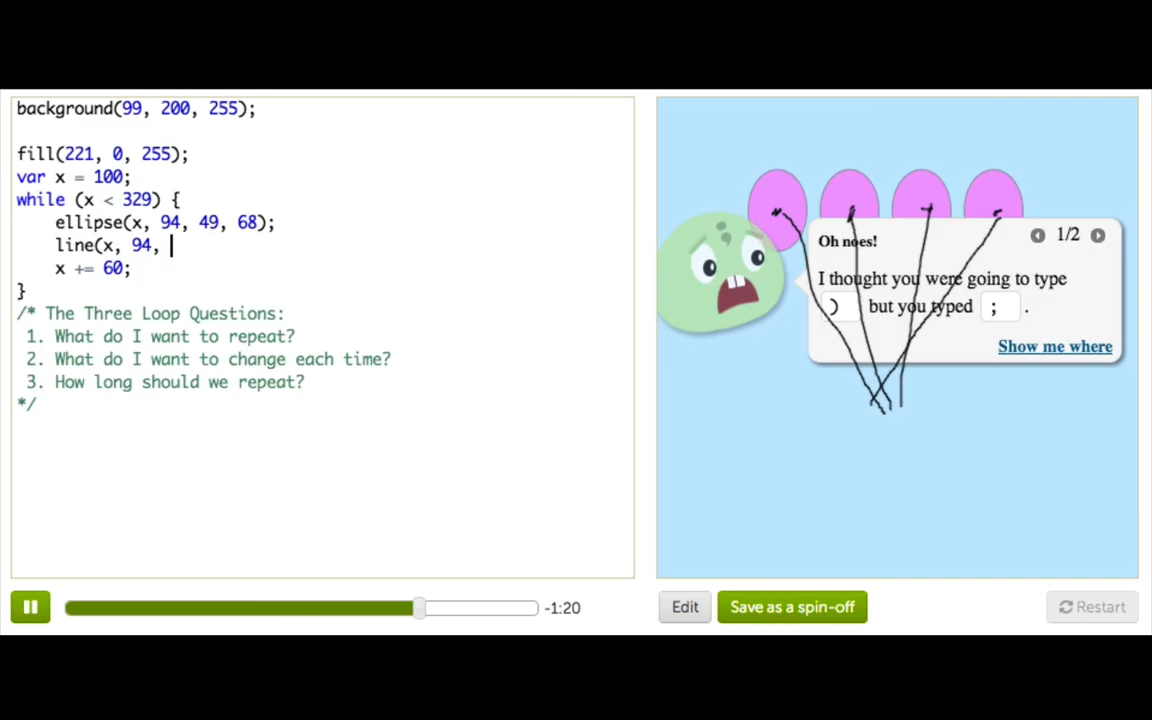 background(99, 200, 255);
fill(221, 0, 255);
var x = 100;
while (x < 329) {
ellipse(x, 94, 49, 68);
line(x, 94,
x += 60;
}
/* The Three Loop Questions:
1. What do I want to repeat?
2. What do I want to change each time?
3. How long should we repeat?
*/
;
Oh noes!
1/2
I thought you were going to type
) but you typed ; .
Show me where
-1:20
Edit
Save as a spin-off
Restart